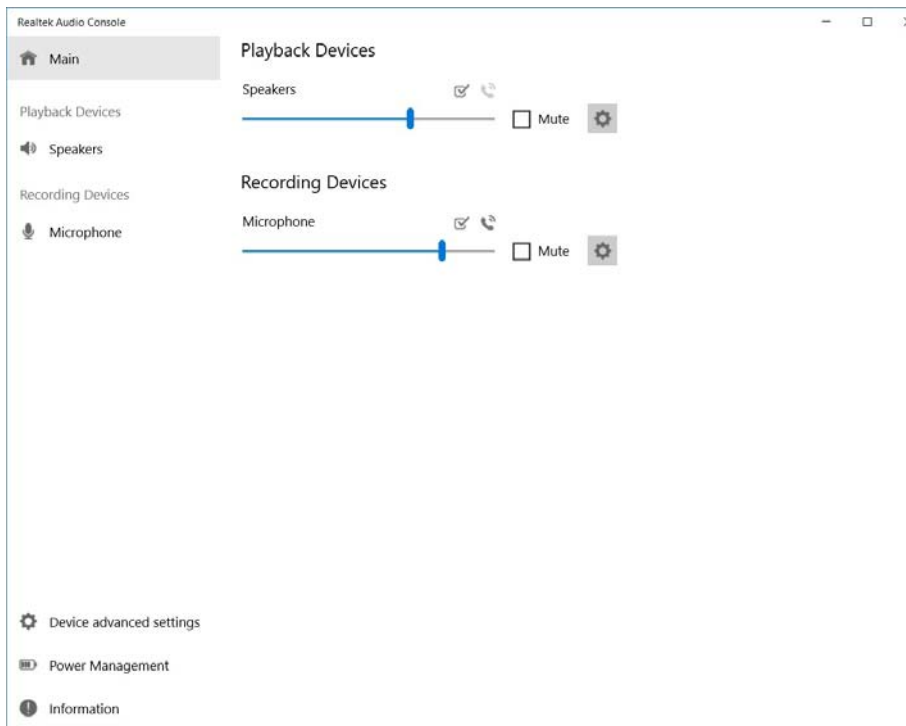 Realtek Audio Console
Main
Playback Devices
Speakers
Recording Devices
Microphone
Device advanced settings
Power Management
Information
Playback Devices
Speakers
Mute
Recording Devices
Microphone
Mute